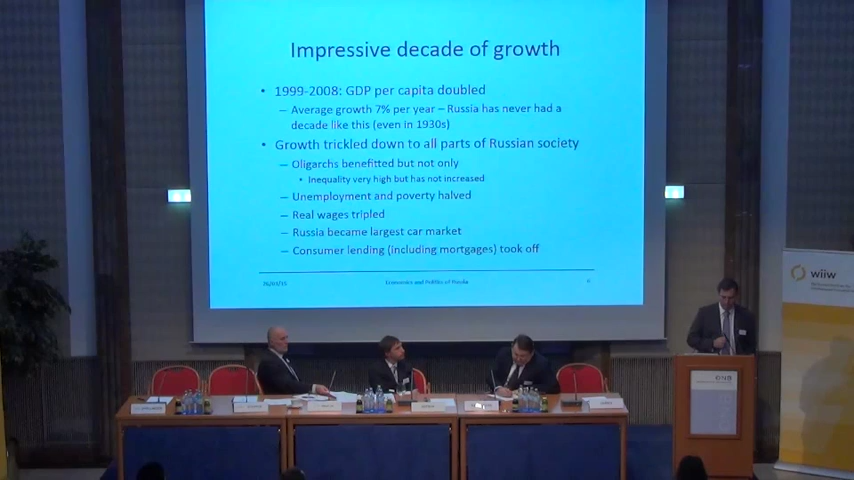 Impressive decade of growth
• 1999-2008: GDP per capita doubled
– Average growth 7% per year – Russia has never had a
decade like this (even in 1930s)
• Growth trickled down to all parts of Russian society
– Oligarchs benefitted but not only
• Inequality very high but has not increased
– Unemployment and poverty halved
– Real wages tripled
– Russia became largest car market
– Consumer lending (including mortgages) took off
Economics and Politics of Russia
6
wiiw